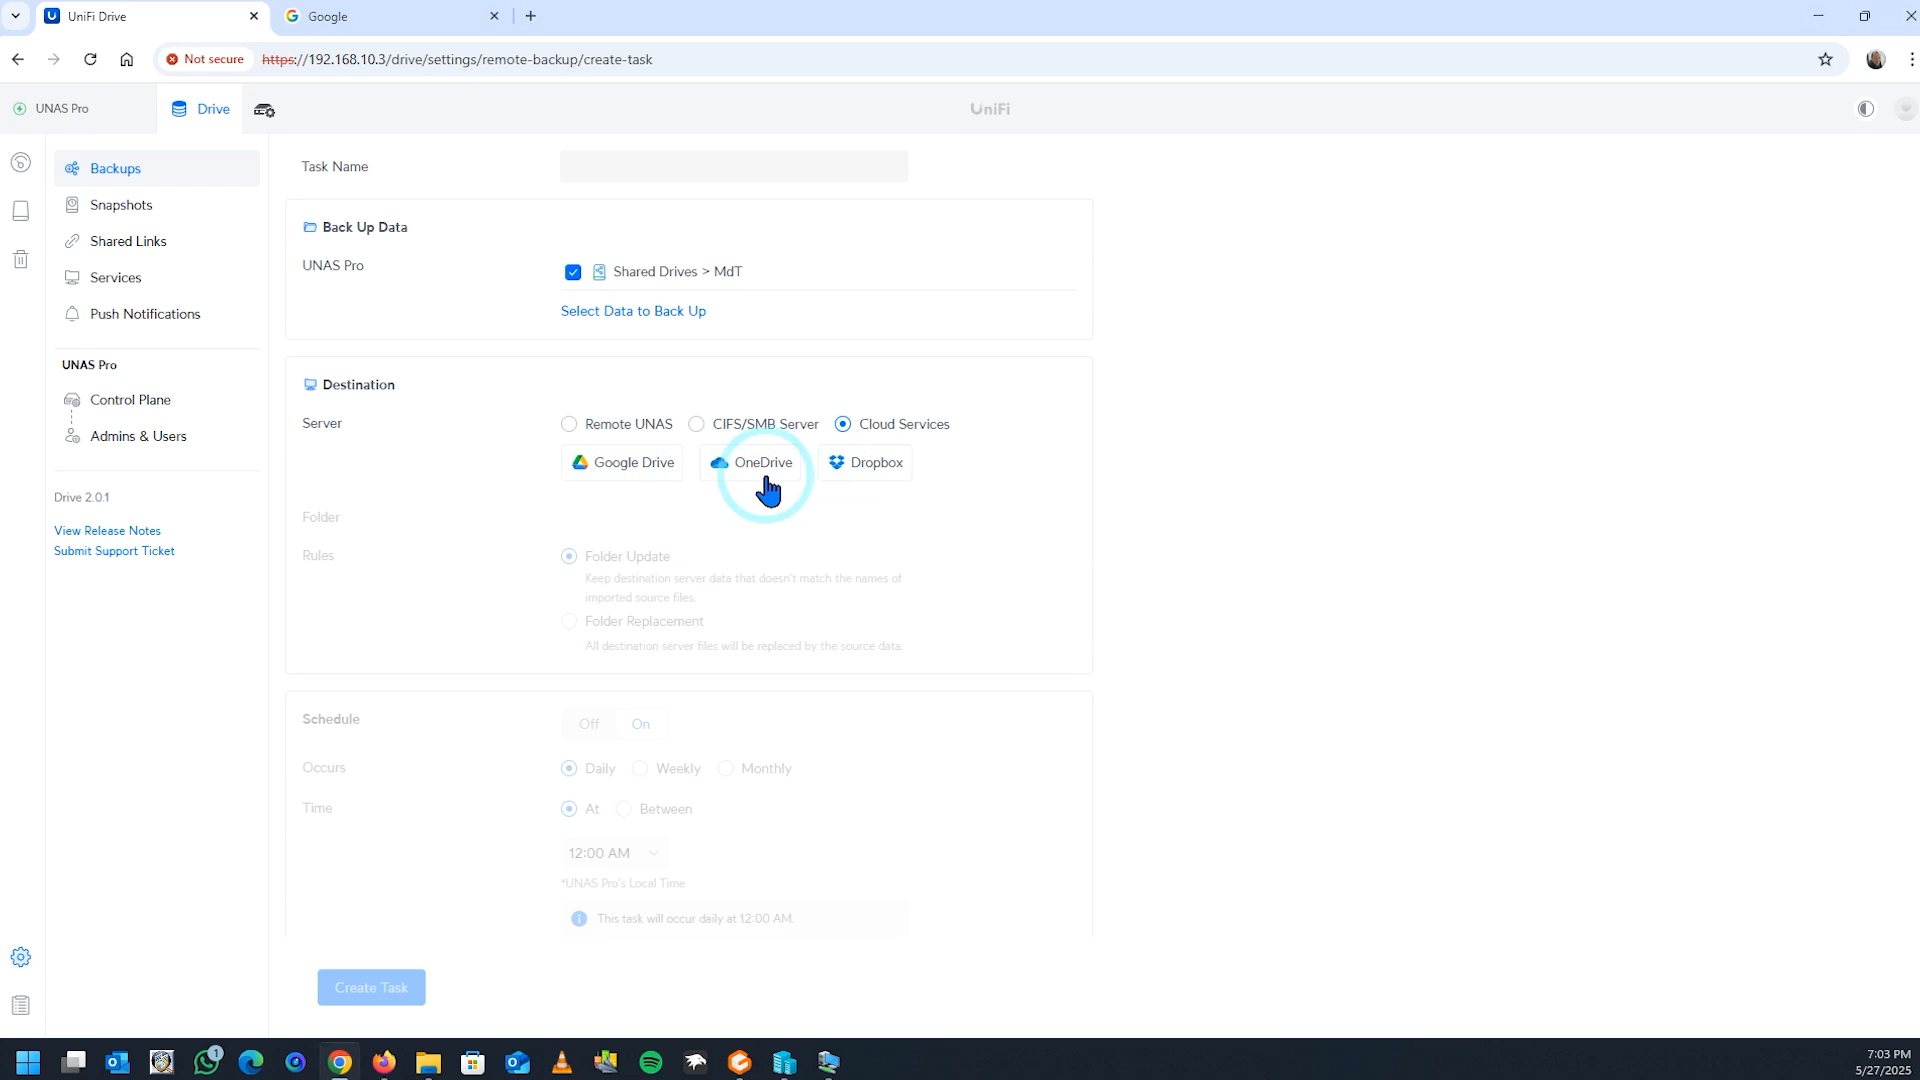 UniFi Drive
Google
Not secure
https://192.168.10.3/drive/settings/remote-backup/create-task
UNAS Pro
Drive
UniFi
Backups
Snapshots
Shared Links
Services
Push Notifications
UNAS Pro
Control Plane
Admins & Users
Drive 2.0.1
View Release Notes
Submit Support Ticket
Task Name
Back Up Data
UNAS Pro
Shared Drives > MdT
Select Data to Back Up
Destination
Server
Remote UNAS
CIFS/SMB Server
Cloud Services
Google Drive
OneDrive
Dropbox
Folder
Rules
Folder Update
Keep destination server data that doesn't match the names of
imported source files.
Folder Replacement
All destination server files will be replaced by the source data.
Schedule
Off
On
Occurs
Daily
Weekly
Monthly
Time
At
Between
12:00 AM
*UNAS Pro's Local Time
This task will occur daily at 12:00 AM.
Create Task
1
7:03 PM
5/27/2025